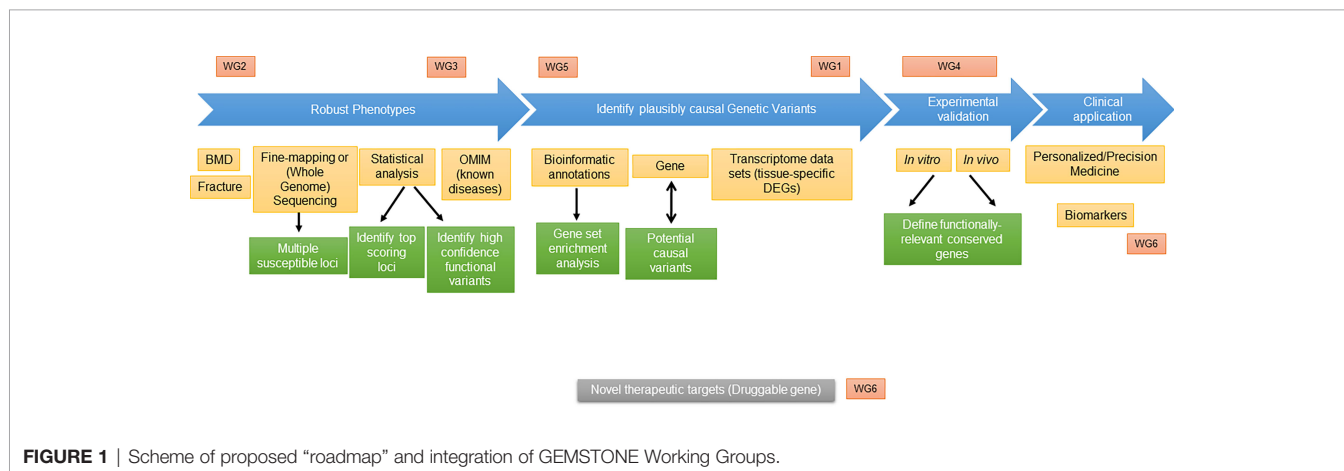 WG2
WG3
WG5
WG1
WG4
Robust Phenotypes
Identify plausibly causal Genetic Variants
Experimental
validation
Clinical
application
BMD
Fracture
Fine-mapping or
(Whole
Genome)
Sequencing)
Statistical
analysis
OMIM
(known
diseases)
Bioinformatic
annotations
Gene
Transcriptome data
sets (tissue-specific
DEGs)
In vitro
In vivo
Personalized/Precision
Medicine
Biomarkers
WG6
Multiple
susceptible loci
Identify top
scoring
loci
Identify high
confidence
functional
variants
Gene set
enrichment
analysis
Potential
causal
variants
Define functionally-
relevant conserved
genes
Novel therapeutic targets (Druggable gene)
WG6
FIGURE 1 | Scheme of proposed “roadmap” and integration of GEMSTONE Working Groups.